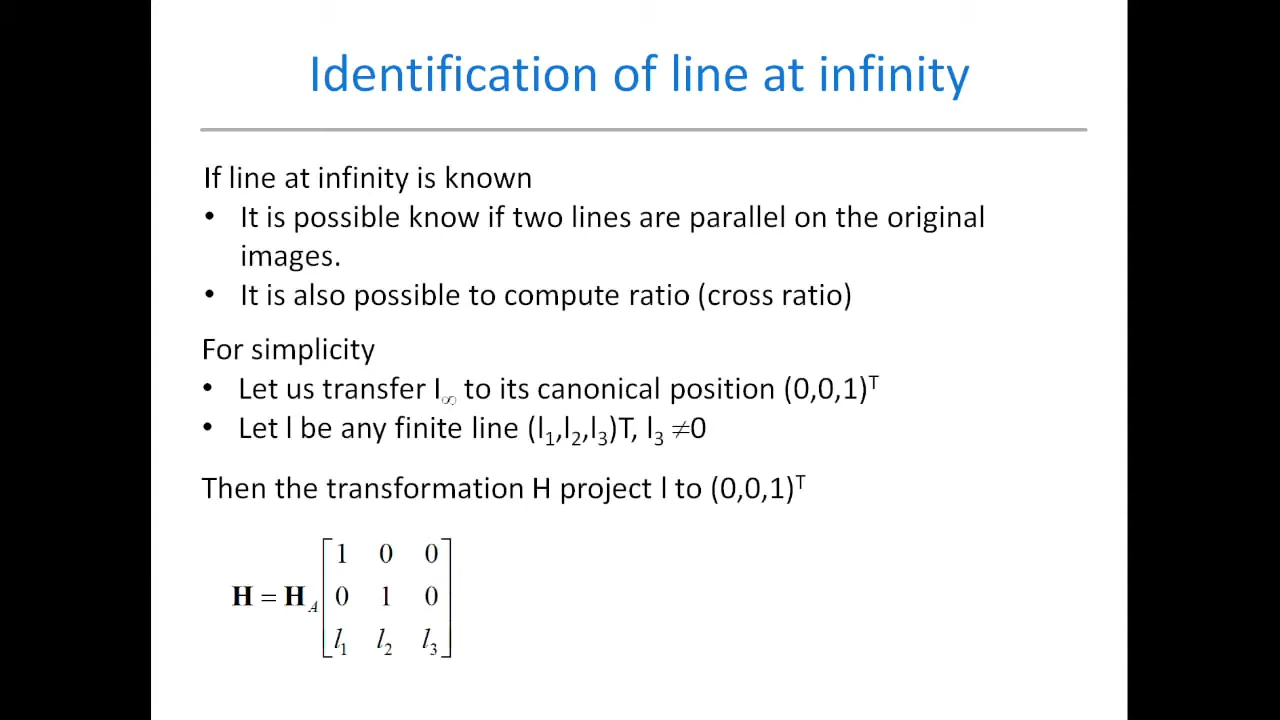 Identification of line at infinity
If line at infinity is known
• It is possible know if two lines are parallel on the original
images.
• It is also possible to compute ratio (cross ratio)
For simplicity
• Let us transfer l∞ to its canonical position (0,0,1)ᵀ
• Let l be any finite line (l₁,l₂,l₃)T, l₃ ≠0
Then the transformation H project l to (0,0,1)ᵀ
1 0 0
H = H_A 0 1 0
l₁ l₂ l₃